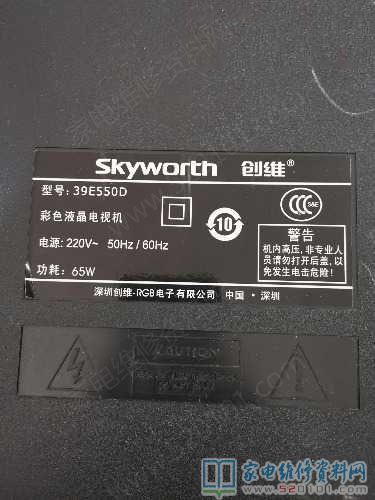 Skyworth 创维®
型号: 39E550D
彩色液晶电视机
10
S&E
电源: 220V~ 50Hz / 60Hz
警告
机内高压, 非专业人
员请勿打开后盖, 以
免发生电击危险!
功耗: 65W
深圳创维-RGB电子有限公司 中国·深圳
CAUTION
家电维修资料网
www.520101.com